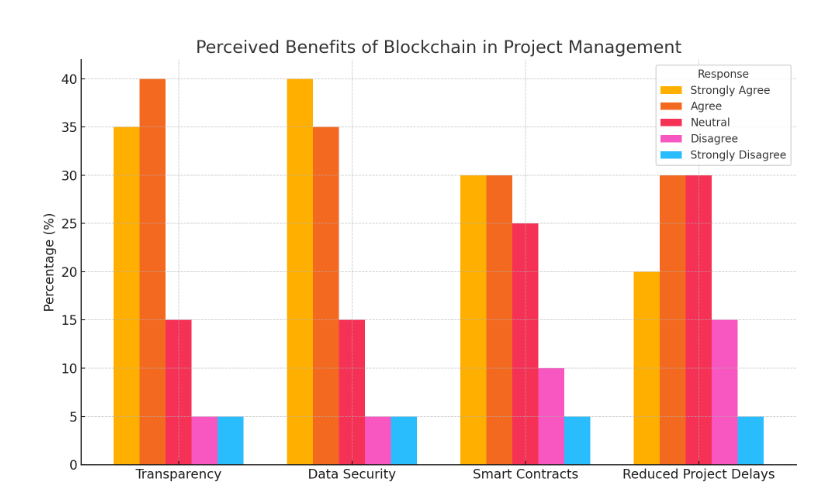 Perceived Benefits of Blockchain in Project Management
Response
Strongly Agree
Agree
Neutral
Disagree
Strongly Disagree
Percentage (%)
40
35
30
25
20
15
10
5
0
Transparency
Data Security
Smart Contracts
Reduced Project Delays